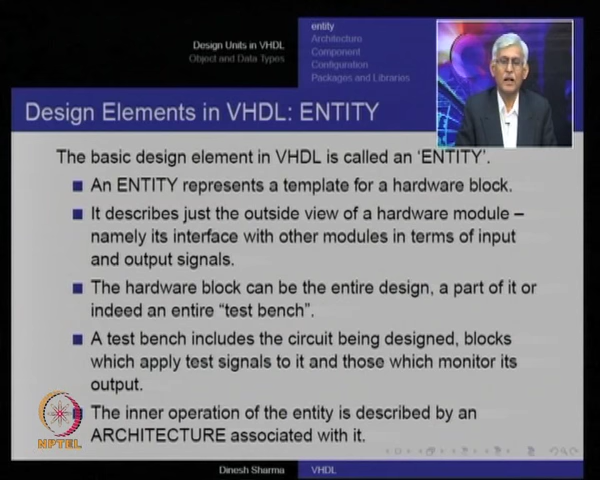 Design Units in VHDL
Object and Data Types
entity
Architecture
Component
Configuration
Packages and Libraries
Design Elements in VHDL: ENTITY
The basic design element in VHDL is called an ‘ENTITY’.
An ENTITY represents a template for a hardware block.
It describes just the outside view of a hardware module –
namely its interface with other modules in terms of input
and output signals.
The hardware block can be the entire design, a part of it or
indeed an entire “test bench”.
A test bench includes the circuit being designed, blocks
which apply test signals to it and those which monitor its
output.
The inner operation of the entity is described by an
ARCHITECTURE associated with it.
NPTEL
Dinesh Sharma
VHDL